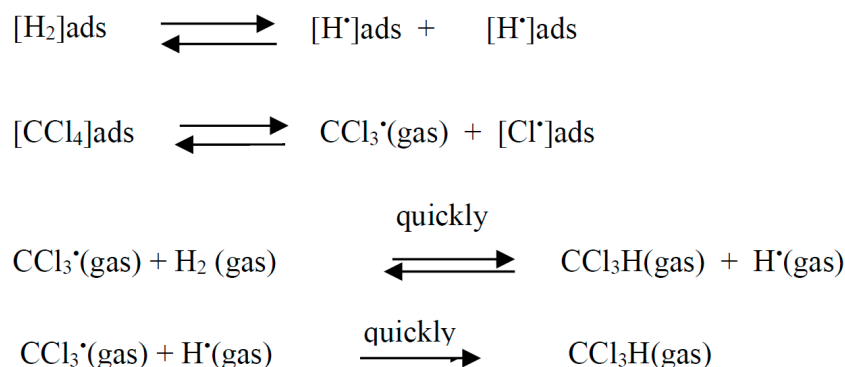 [H₂]ads ⇌ [H•]ads + [H•]ads
[CCl₄]ads ⇌ CCl₃•(gas) + [Cl•]ads
quickly
CCl₃•(gas) + H₂ (gas) ⇌ CCl₃H(gas) + H•(gas)
quickly
CCl₃•(gas) + H•(gas) → CCl₃H(gas)